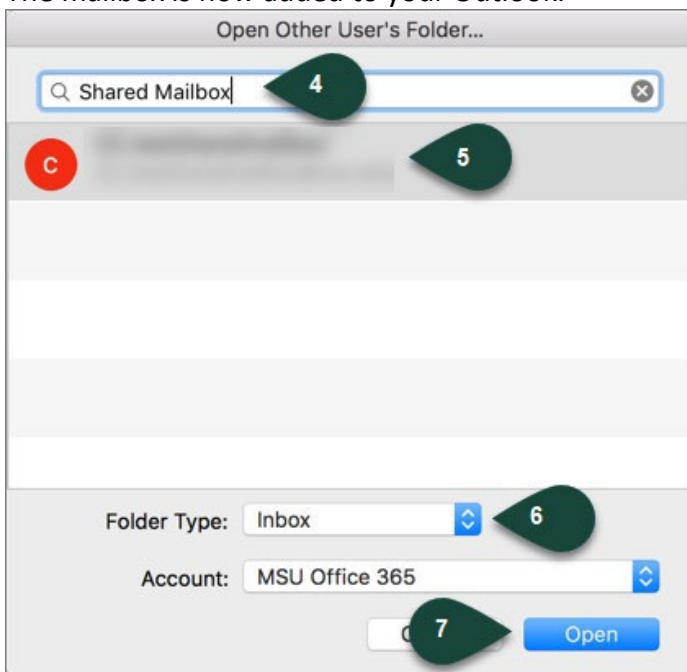 The mailbox is now added to your Outlook.
Open Other User's Folder...
Shared Mailbox
4
C
5
Folder Type: Inbox
6
Account: MSU Office 365
7
Open